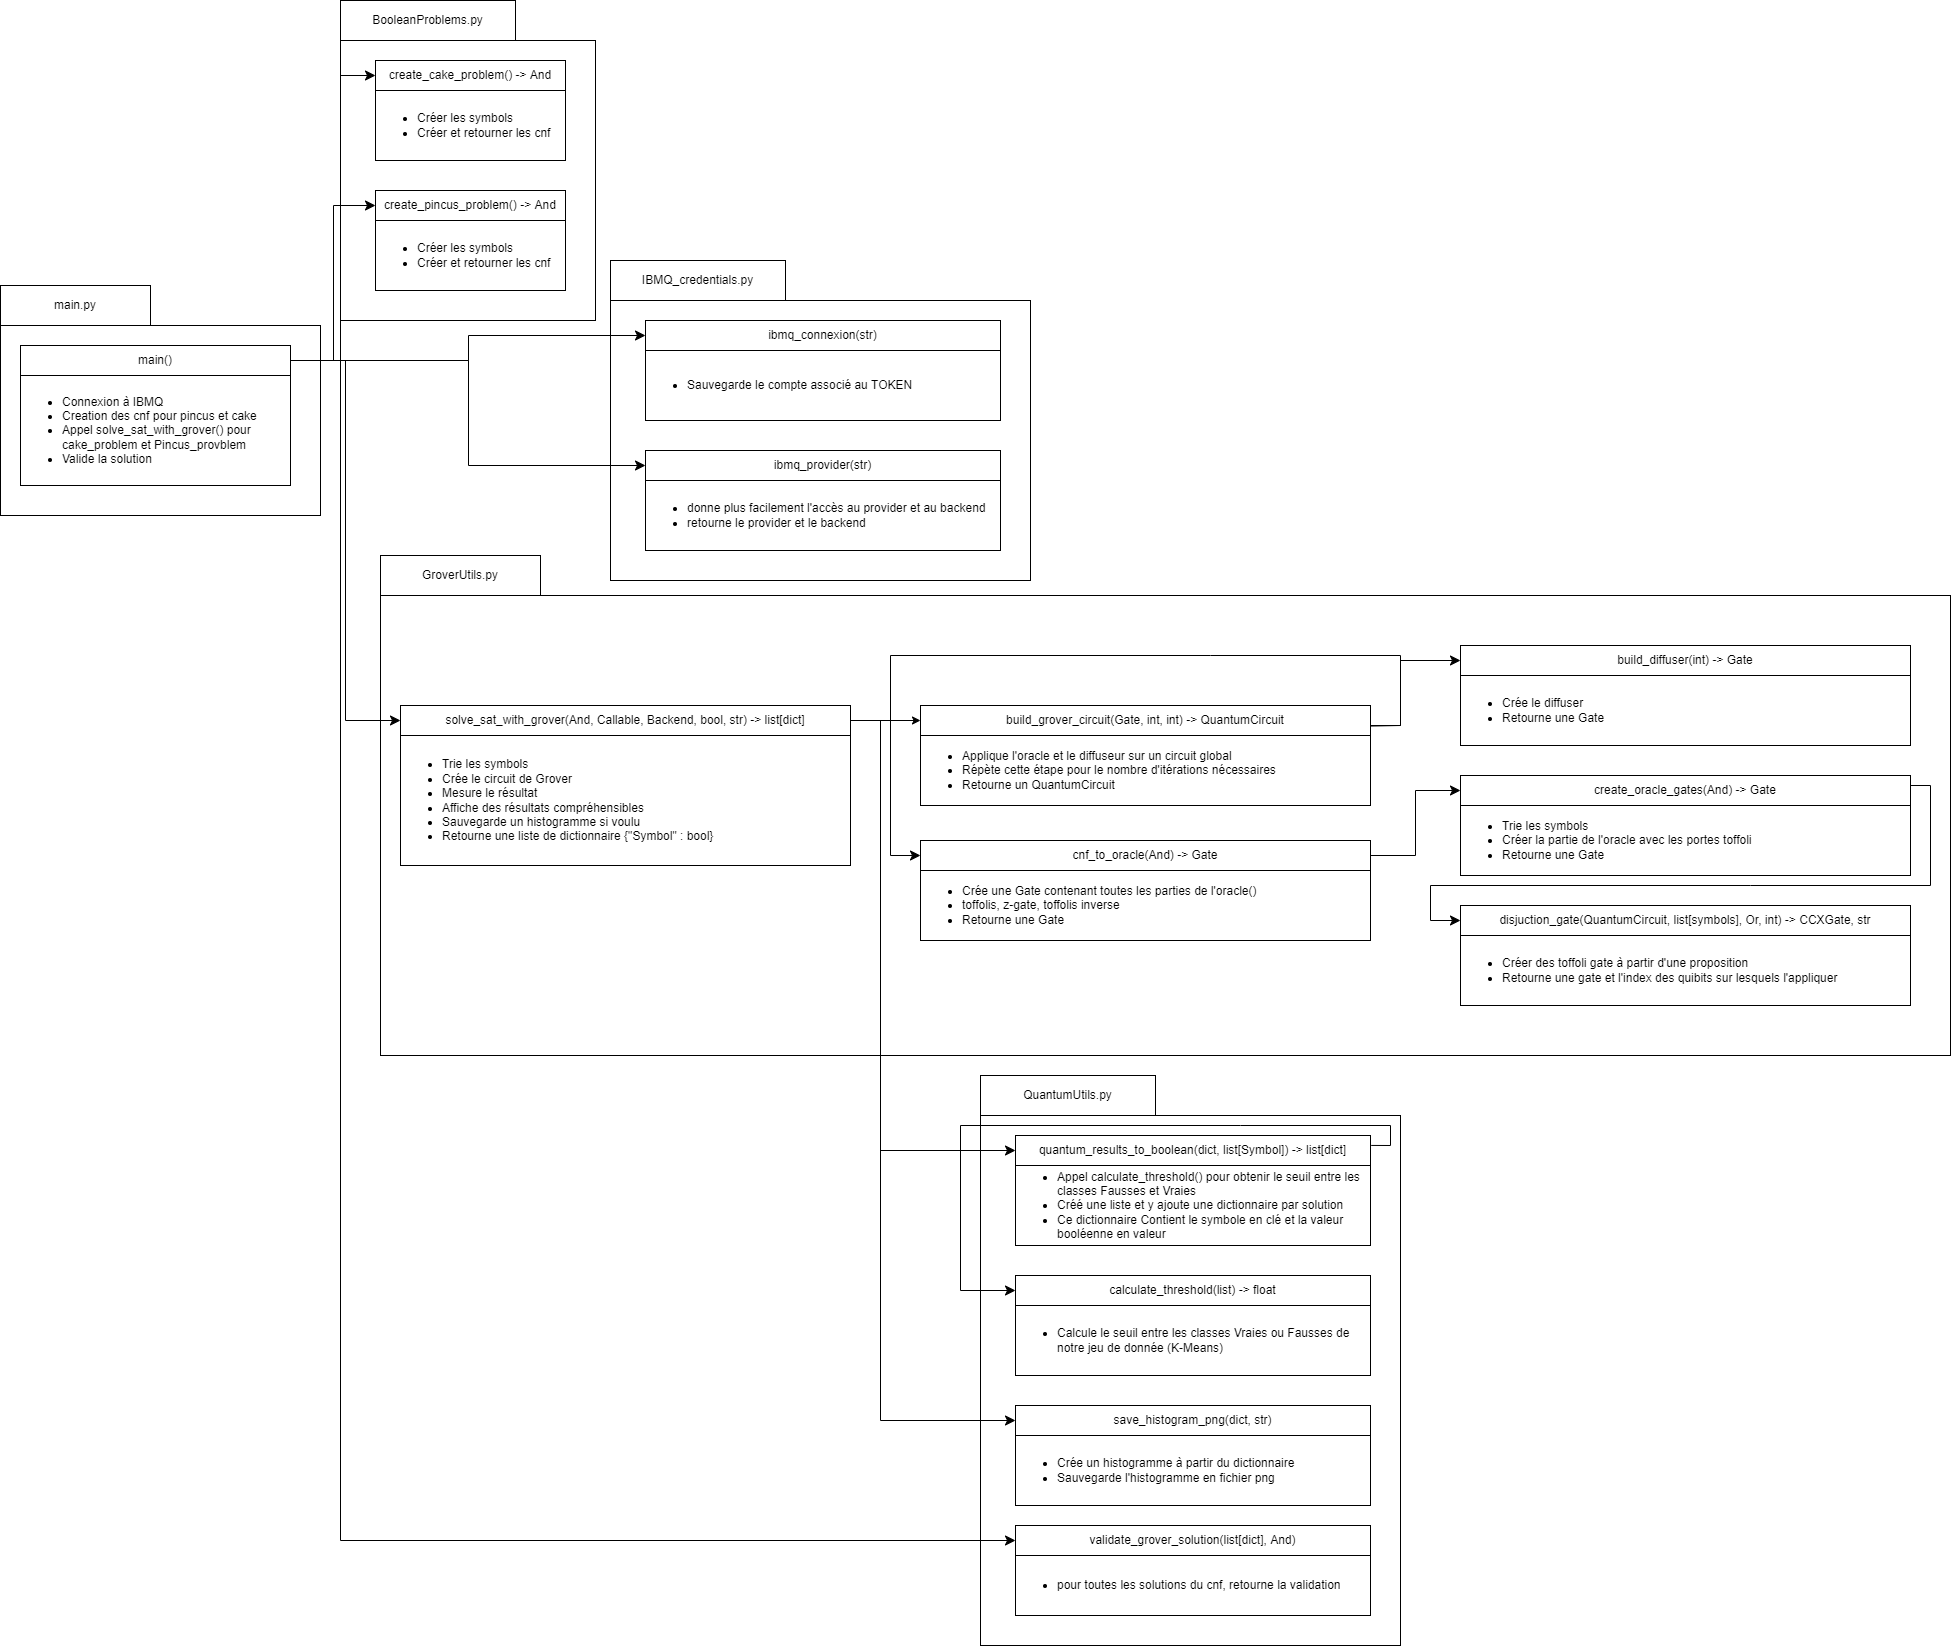 BooleanProblems.py
create_cake_problem() -> And
Créer les symbols
Créer et retourner les cnf
create_pincus_problem() -> And
Créer les symbols
Créer et retourner les cnf
main.py
main()
Connexion à IBMQ
Creation des cnf pour pincus et cake
Appel solve_sat_with_grover() pour
cake_problem et Pincus_provblem
Valide la solution
IBMQ_credentials.py
ibmq_connexion(str)
Sauvegarde le compte associé au TOKEN
ibmq_provider(str)
donne plus facilement l'accès au provider et au backend
retourne le provider et le backend
GroverUtils.py
solve_sat_with_grover(And, Callable, Backend, bool, str) -> list[dict]
Trie les symbols
Crée le circuit de Grover
Mesure le résultat
Affiche des résultats compréhensibles
Sauvegarde un histogramme si voulu
Retourne une liste de dictionnaire {"Symbol" : bool}
build_grover_circuit(Gate, int, int) -> QuantumCircuit
Applique l'oracle et le diffuseur sur un circuit global
Répète cette étape pour le nombre d'itérations nécessaires
Retourne un QuantumCircuit
cnf_to_oracle(And) -> Gate
Crée une Gate contenant toutes les parties de l'oracle()
toffolis, z-gate, toffolis inverse
Retourne une Gate
build_diffuser(int) -> Gate
Crée le diffuser
Retourne une Gate
create_oracle_gates(And) -> Gate
Trie les symbols
Créer la partie de l'oracle avec les portes toffoli
Retourne une Gate
disjuction_gate(QuantumCircuit, list[symbols], Or, int) -> CCXGate, str
Créer des toffoli gate à partir d'une proposition
Retourne une gate et l'index des quibits sur lesquels l'appliquer
QuantumUtils.py
quantum_results_to_boolean(dict, list[Symbol]) -> list[dict]
Appel calculate_threshold() pour obtenir le seuil entre les
classes Fausses et Vraies
Créé une liste et y ajoute une dictionnaire par solution
Ce dictionnaire Contient le symbole en clé et la valeur
booléenne en valeur
calculate_threshold(list) -> float
Calcule le seuil entre les classes Vraies ou Fausses de
notre jeu de donnée (K-Means)
save_histogram_png(dict, str)
Crée un histogramme à partir du dictionnaire
Sauvegarde l'histogramme en fichier png
validate_grover_solution(list[dict], And)
pour toutes les solutions du cnf, retourne la validation